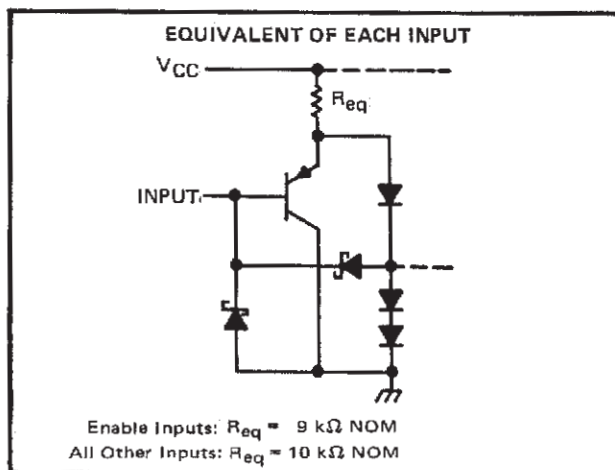 EQUIVALENT OF EACH INPUT
VCC
Req
INPUT
Enable Inputs: Req = 9 kΩ NOM
All Other Inputs: Req = 10 kΩ NOM